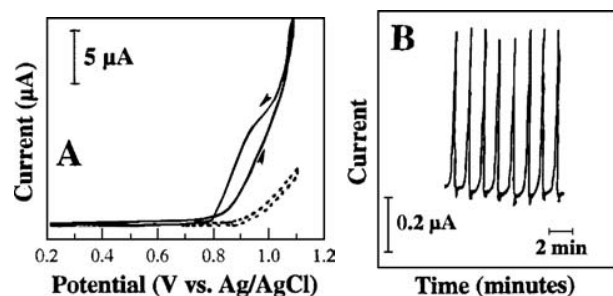 5 μA
A
Current (μA)
0.2 0.4 0.6 0.8 1.0 1.2
Potential (V vs. Ag/AgCl)
B
Current
0.2 μA
2 min
Time (minutes)